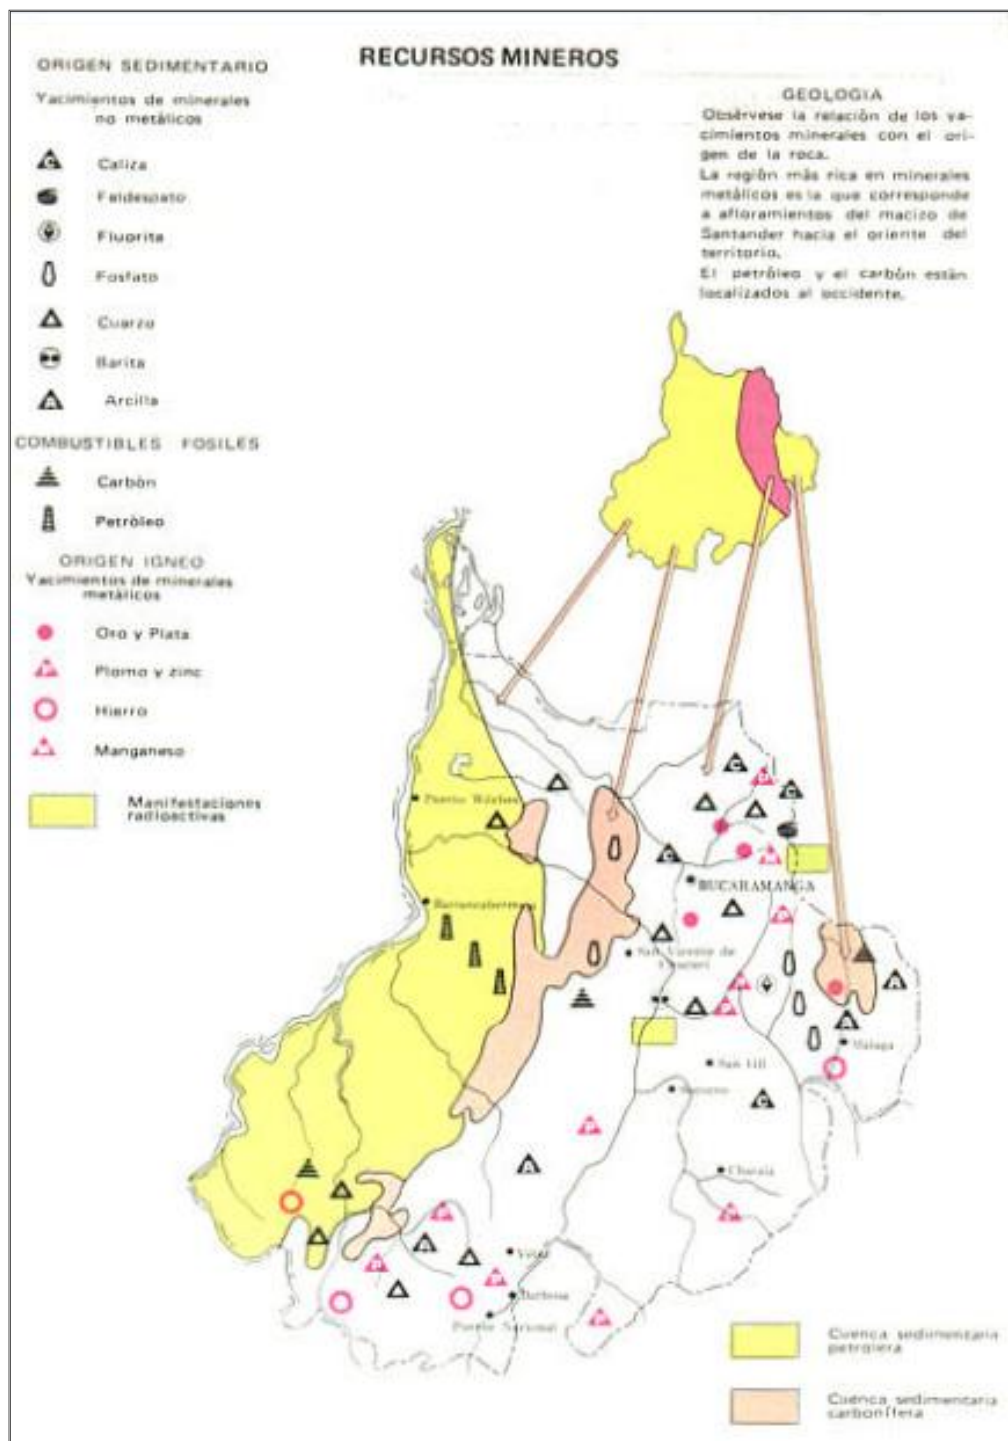 RECURSOS MINEROS
ORIGEN SEDIMENTARIO
Yacimientos de minerales
no metálicos
Caliza
Feldespato
Fluorita
Fosfato
Cuarzo
Barita
Arcilla
COMBUSTIBLES FOSILES
Carbòn
Petròleo
ORIGEN IGNEO
Yacimientos de minerales
metàlicos
Oro y Plata
Plomo y zinc
Hierro
Manganeso
Manifestaciones
radioactivas
GEOLOGIA
Obsérvese la relación de los ya-
cimientos minerales con el ori-
gen de la roca.
La región más rica en minerales
metálicos es la que corresponde
a afloramientos del macizo de
Santander hacia el oriente del
territorio.
El petróleo y el carbón están
localizados al occidente.
Puerto Wilches
BUCARAMANGA
Barrancabermeja
San Vicente de
Chucurí
Málaga
San Gil
Socorro
Charalá
Vélez
Barbosa
Puente Nacional
Cuenca sedimentaria
petrolera
Cuenca sedimentaria
carbonífera